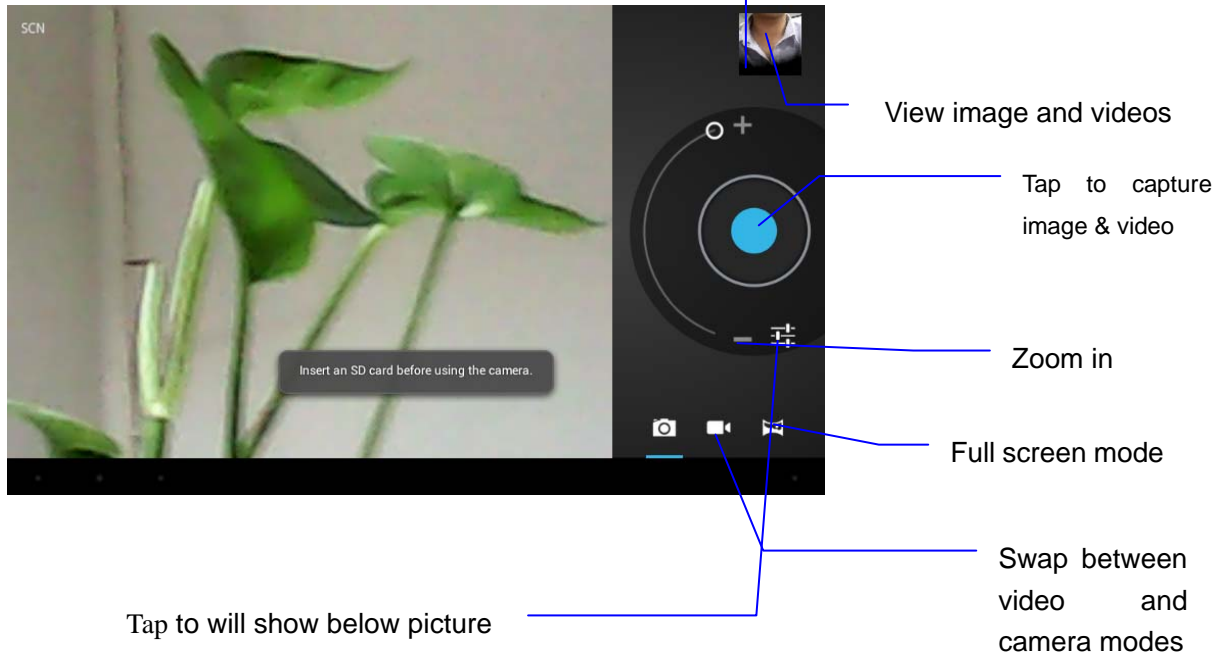 SCN
View image and videos
Tap to capture
image & video
Insert an SD card before using the camera.
Zoom in
Full screen mode
Swap between
video and
camera modes
Tap to will show below picture